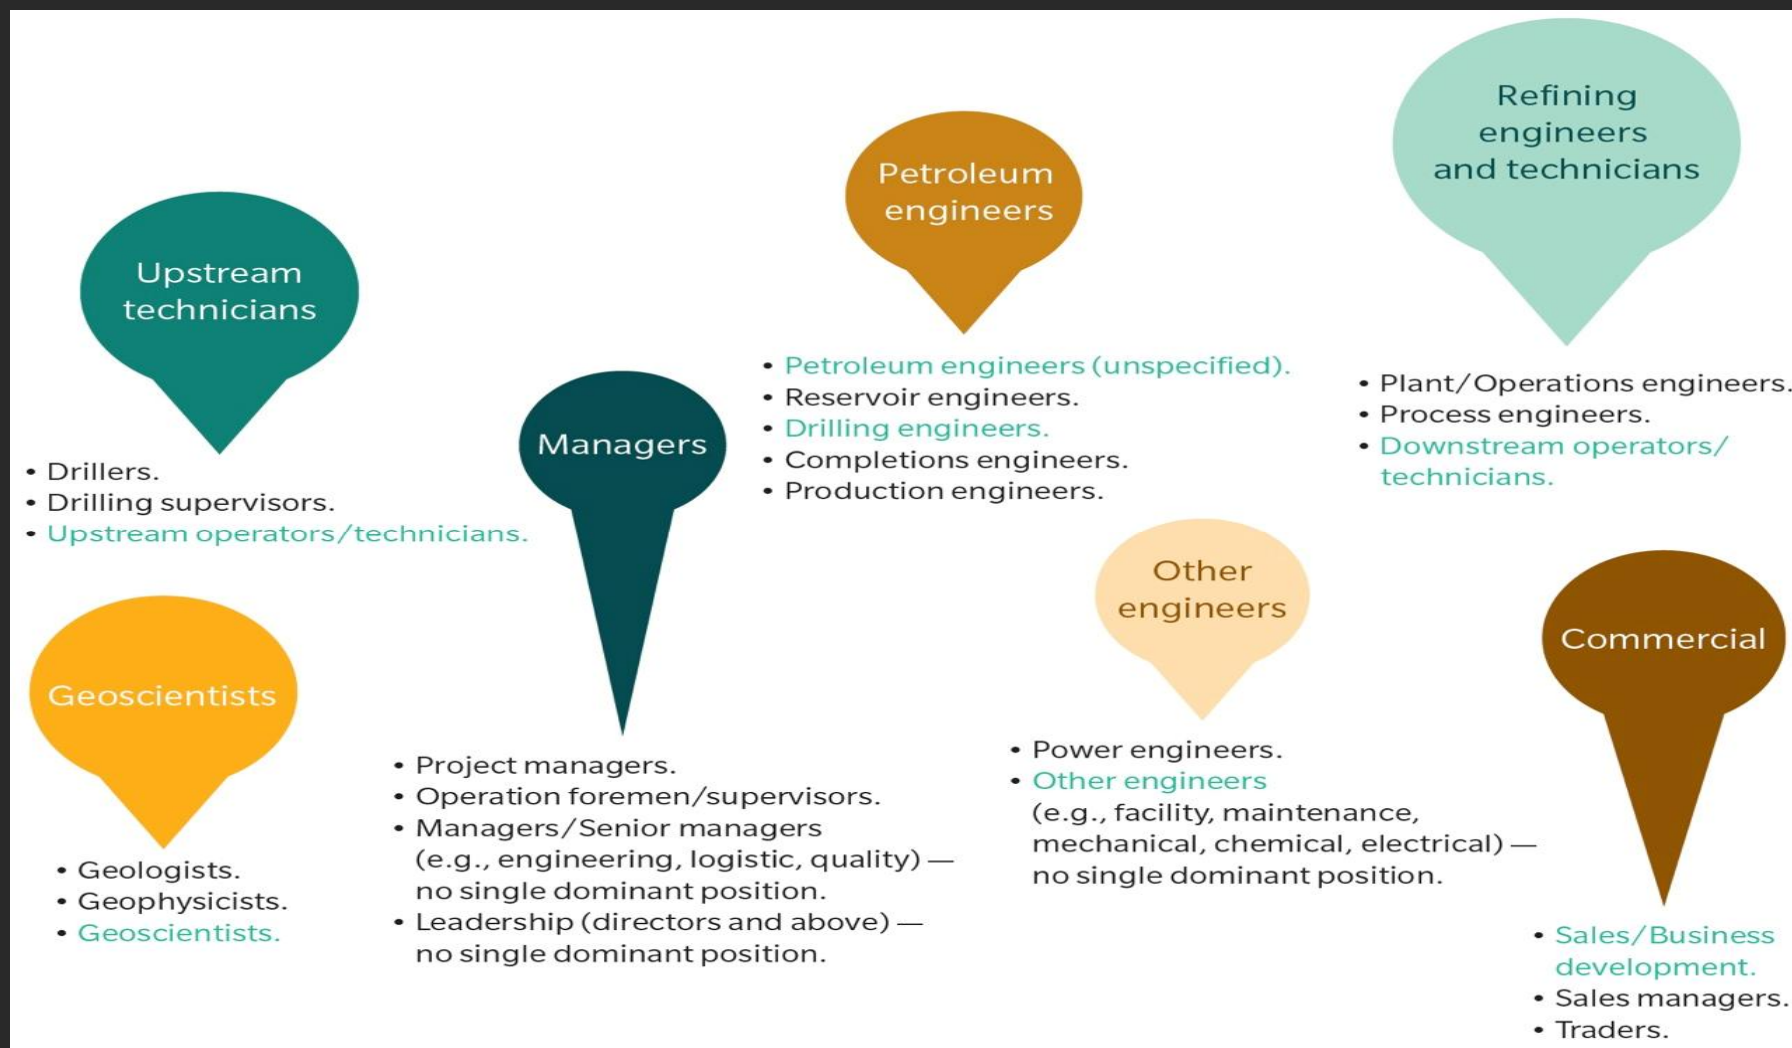 Upstream
technicians
• Drillers.
• Drilling supervisors.
• Upstream operators/technicians.
Geoscientists
• Geologists.
• Geophysicists.
• Geoscientists.
Managers
• Project managers.
• Operation foremen/supervisors.
• Managers/Senior managers
(e.g., engineering, logistic, quality) —
no single dominant position.
• Leadership (directors and above) —
no single dominant position.
Petroleum
engineers
• Petroleum engineers (unspecified).
• Reservoir engineers.
• Drilling engineers.
• Completions engineers.
• Production engineers.
Other
engineers
• Power engineers.
• Other engineers
(e.g., facility, maintenance,
mechanical, chemical, electrical) —
no single dominant position.
Refining
engineers
and technicians
• Plant/Operations engineers.
• Process engineers.
• Downstream operators/
technicians.
Commercial
• Sales/Business
development.
• Sales managers.
• Traders.